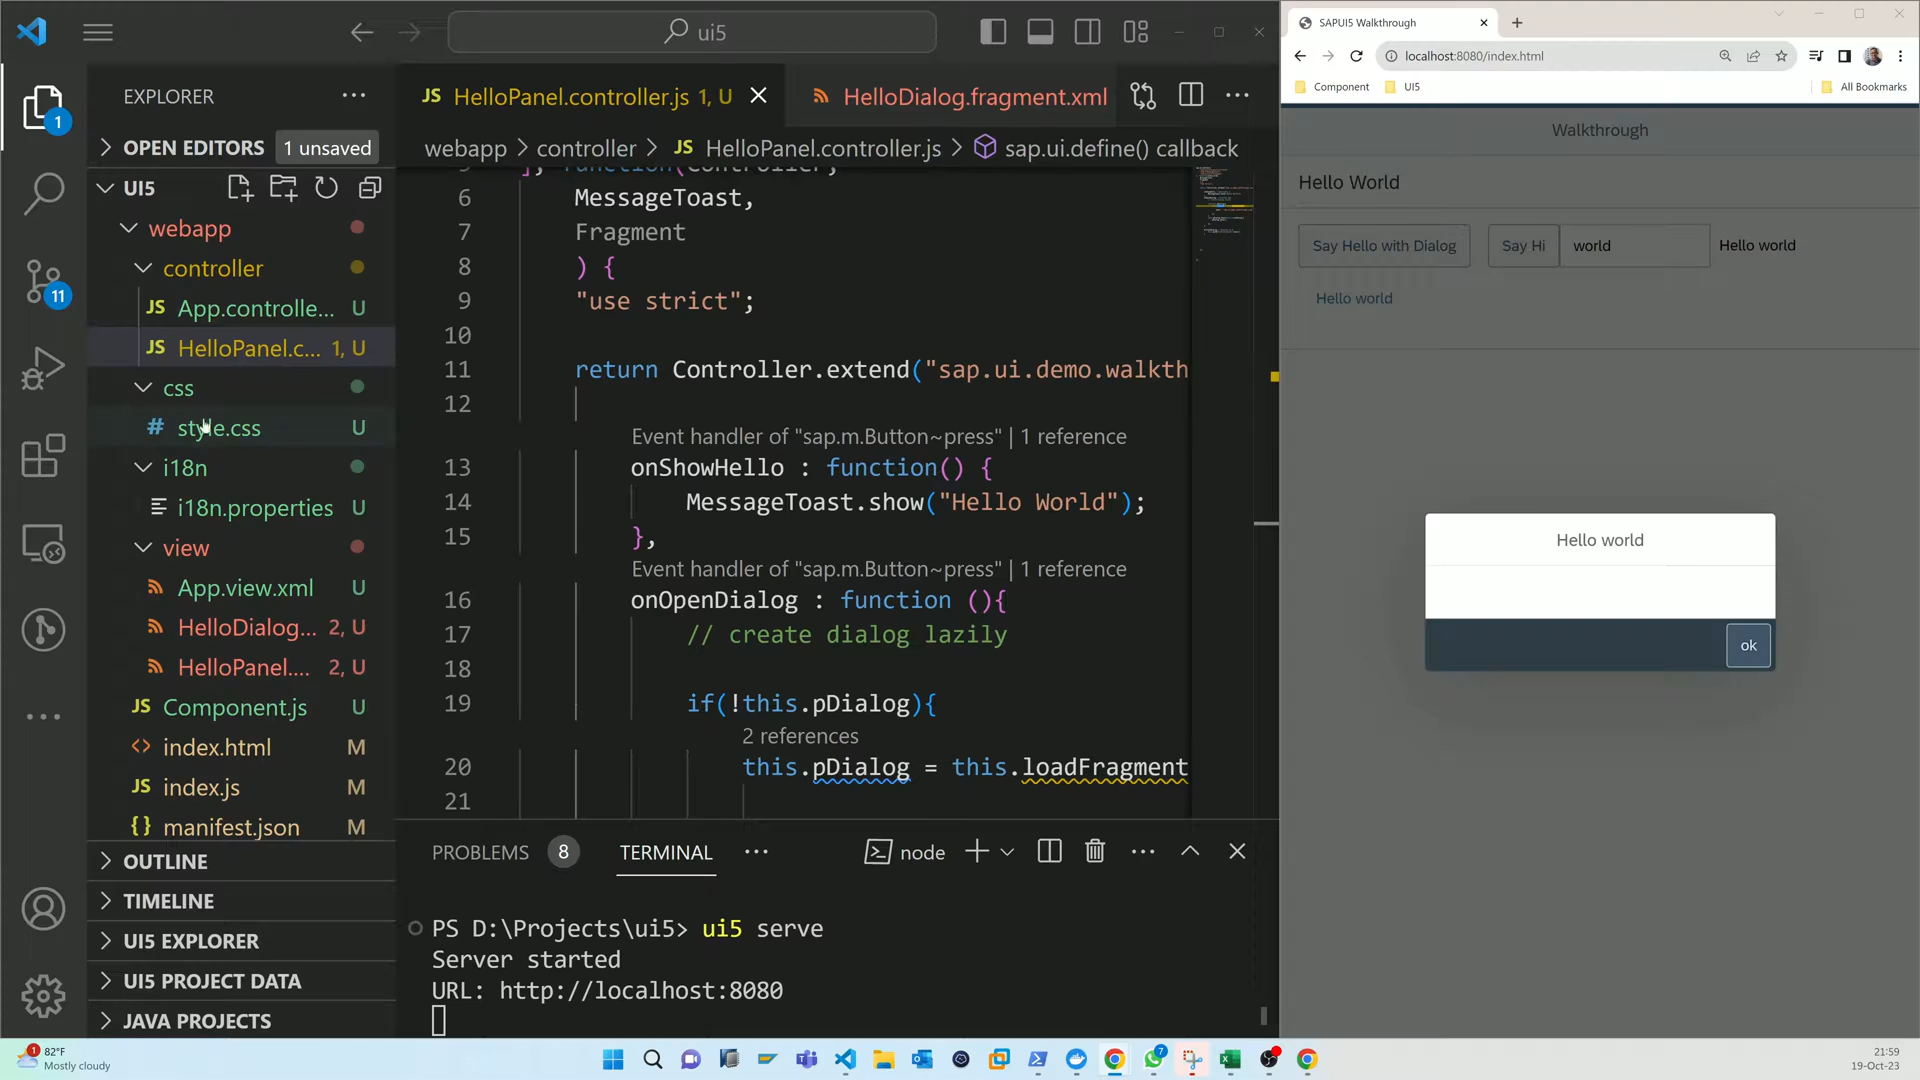 ui5
EXPLORER
OPEN EDITORS 1 unsaved
UI5
webapp
controller
JS App.controlle... U
JS HelloPanel.c... 1, U
css
# style.css U
i18n
i18n.properties U
view
App.view.xml U
HelloDialog... 2, U
HelloPanel.... 2, U
JS Component.js U
<> index.html M
JS index.js M
{} manifest.json M
OUTLINE
TIMELINE
UI5 EXPLORER
UI5 PROJECT DATA
JAVA PROJECTS
1
11
JS HelloPanel.controller.js 1, U
HelloDialog.fragment.xml
webapp > controller > JS HelloPanel.controller.js > sap.ui.define() callback
6 MessageToast,
7 Fragment
8 ) {
9 "use strict";
10
11 return Controller.extend("sap.ui.demo.walkth
12
Event handler of "sap.m.Button~press" | 1 reference
13 onShowHello : function() {
14 MessageToast.show("Hello World");
15 },
Event handler of "sap.m.Button~press" | 1 reference
16 onOpenDialog : function (){
17 // create dialog lazily
18
19 if(!this.pDialog){
2 references
20 this.pDialog = this.loadFragment
21
PROBLEMS 8 TERMINAL
node
PS D:\Projects\ui5> ui5 serve
Server started
URL: http://localhost:8080
SAPUI5 Walkthrough
localhost:8080/index.html
Component
UI5
All Bookmarks
Walkthrough
Hello World
Say Hello with Dialog
Say Hi
world
Hello world
Hello world
Hello world
ok
1
82°F
Mostly cloudy
7
21:59
19-Oct-23